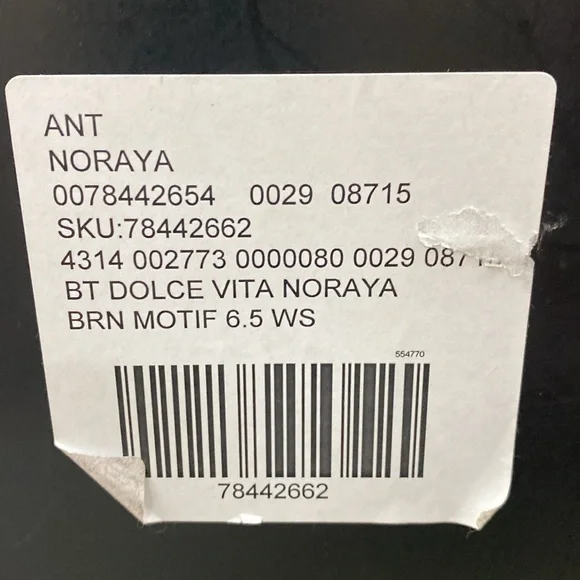 ANT
NORAYA
0078442654 0029 08715
SKU:78442662
4314 002773 0000080 0029
BT DOLCE VITA NORAYA
BRN MOTIF 6.5 WS
554770
78442662